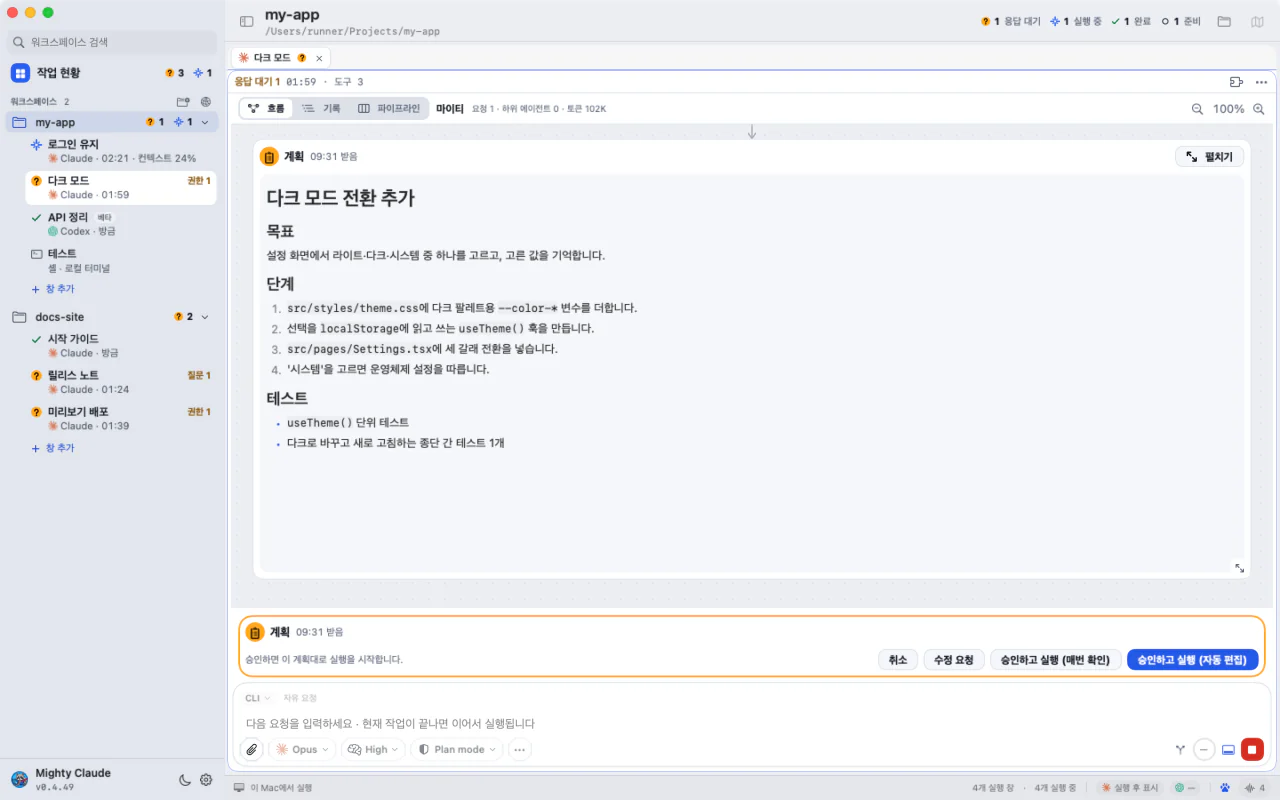 my-app
/Users/runner/Projects/my-app
1 응답 대기 1 실행 중 1 완료 1 준비
워크스페이스 검색
작업 현황 3 1
워크스페이스 2
my-app 1 1
로그인 유지
Claude · 02:21 · 컨텍스트 24%
다크 모드 권한 1
Claude · 01:59
API 정리 베타
Codex · 방금
테스트
셸 · 로컬 터미널
+ 창 추가
docs-site 2
시작 가이드
Claude · 방금
릴리스 노트 질문 1
Claude · 01:24
미리보기 배포 권한 1
Claude · 01:39
+ 창 추가
Mighty Claude
v0.4.49
다크 모드 ? ×
응답 대기 1 01:59 · 도구 3
흐름 기록 파이프라인 마이티 요청 1 · 하위 에이전트 0 · 토큰 102K 100%
계획 09:31 받음 펼치기
다크 모드 전환 추가
목표
설정 화면에서 라이트·다크·시스템 중 하나를 고르고, 고른 값을 기억합니다.
단계
1. src/styles/theme.css에 다크 팔레트용 --color-* 변수를 더합니다.
2. 선택을 localStorage에 읽고 쓰는 useTheme() 훅을 만듭니다.
3. src/pages/Settings.tsx에 세 갈래 전환을 넣습니다.
4. '시스템'을 고르면 운영체제 설정을 따릅니다.
테스트
• useTheme() 단위 테스트
• 다크로 바꾸고 새로 고침하는 종단 간 테스트 1개
계획 09:31 받음
승인하면 이 계획대로 실행을 시작합니다.
취소 수정 요청 승인하고 실행 (매번 확인) 승인하고 실행 (자동 편집)
CLI 자유 요청
다음 요청을 입력하세요 · 현재 작업이 끝나면 이어서 실행됩니다
Opus High Plan mode
이 Mac에서 실행 4개 실행 창 · 4개 실행 중 실행 후 표시 — 4